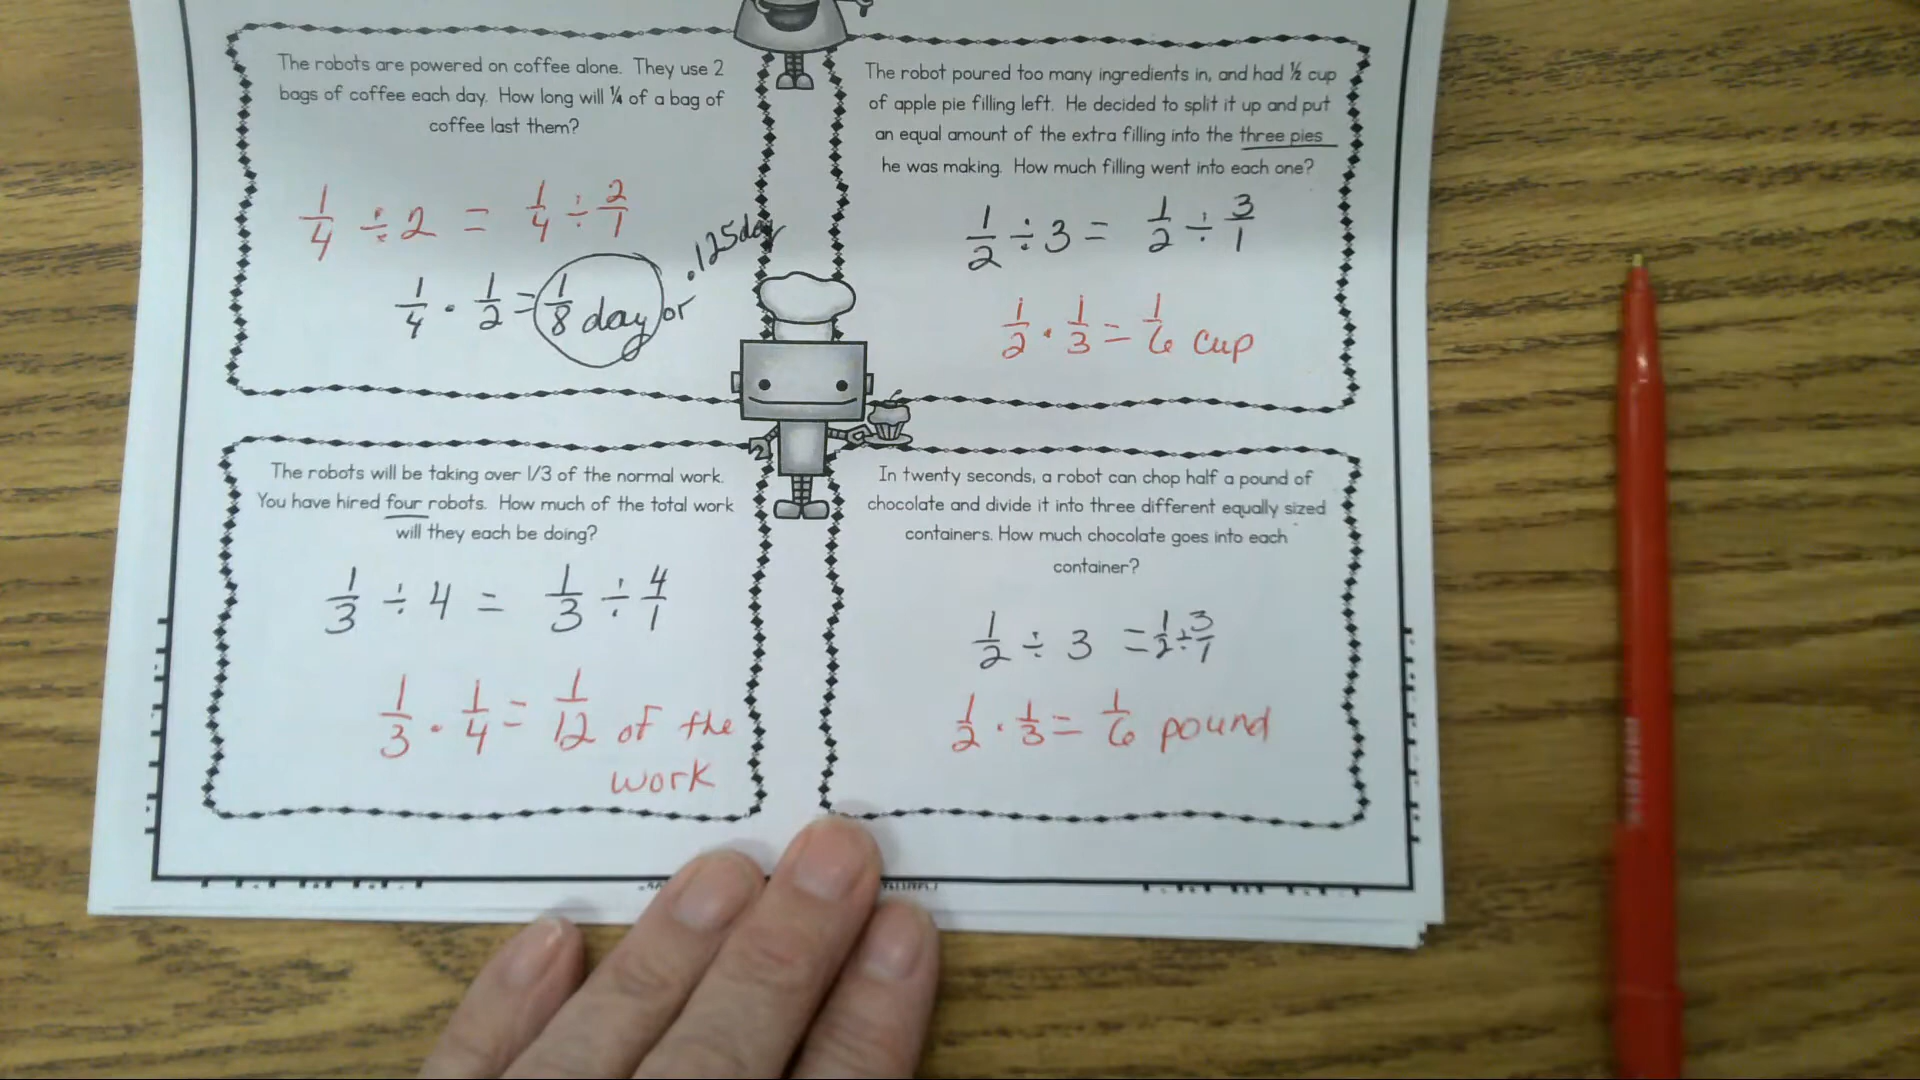 The robots are powered on coffee alone. They use 2
bags of coffee each day. How long will ¼ of a bag of
coffee last them?
1/4 ÷ 2 = 1/4 ÷ 2/1
1/4 · 1/2 = 1/8 day or .125day
The robot poured too many ingredients in, and had ½ cup
of apple pie filling left. He decided to split it up and put
an equal amount of the extra filling into the three pies
he was making. How much filling went into each one?
1/2 ÷ 3 = 1/2 ÷ 3/1
1/2 · 1/3 = 1/6 cup
The robots will be taking over 1/3 of the normal work.
You have hired four robots. How much of the total work
will they each be doing?
1/3 ÷ 4 = 1/3 ÷ 4/1
1/3 · 1/4 = 1/12 of the
work
In twenty seconds, a robot can chop half a pound of
chocolate and divide it into three different equally sized
containers. How much chocolate goes into each
container?
1/2 ÷ 3 = 1/2 ÷ 3/1
1/2 · 1/3 = 1/6 pound